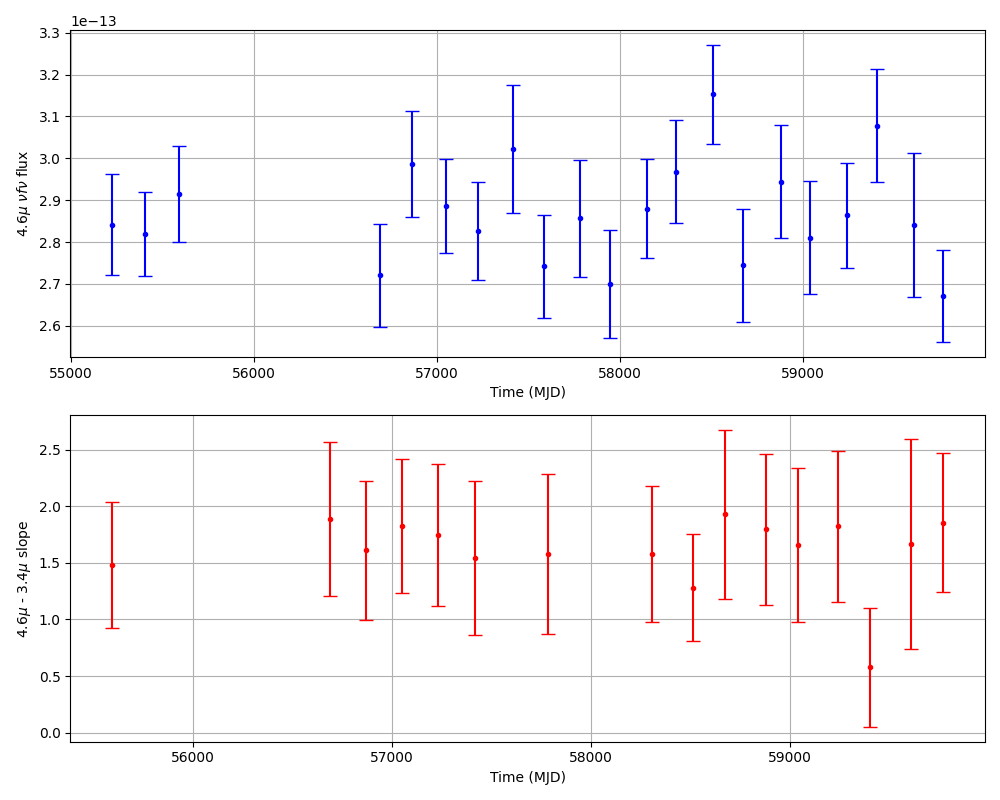 1e−13
3.3
3.2
3.1
3.0
2.9
2.8
2.7
2.6
4.6μ νfν flux
55000 56000 57000 58000 59000
Time (MJD)
2.5
2.0
1.5
1.0
0.5
0.0
4.6μ - 3.4μ slope
56000 57000 58000 59000
Time (MJD)